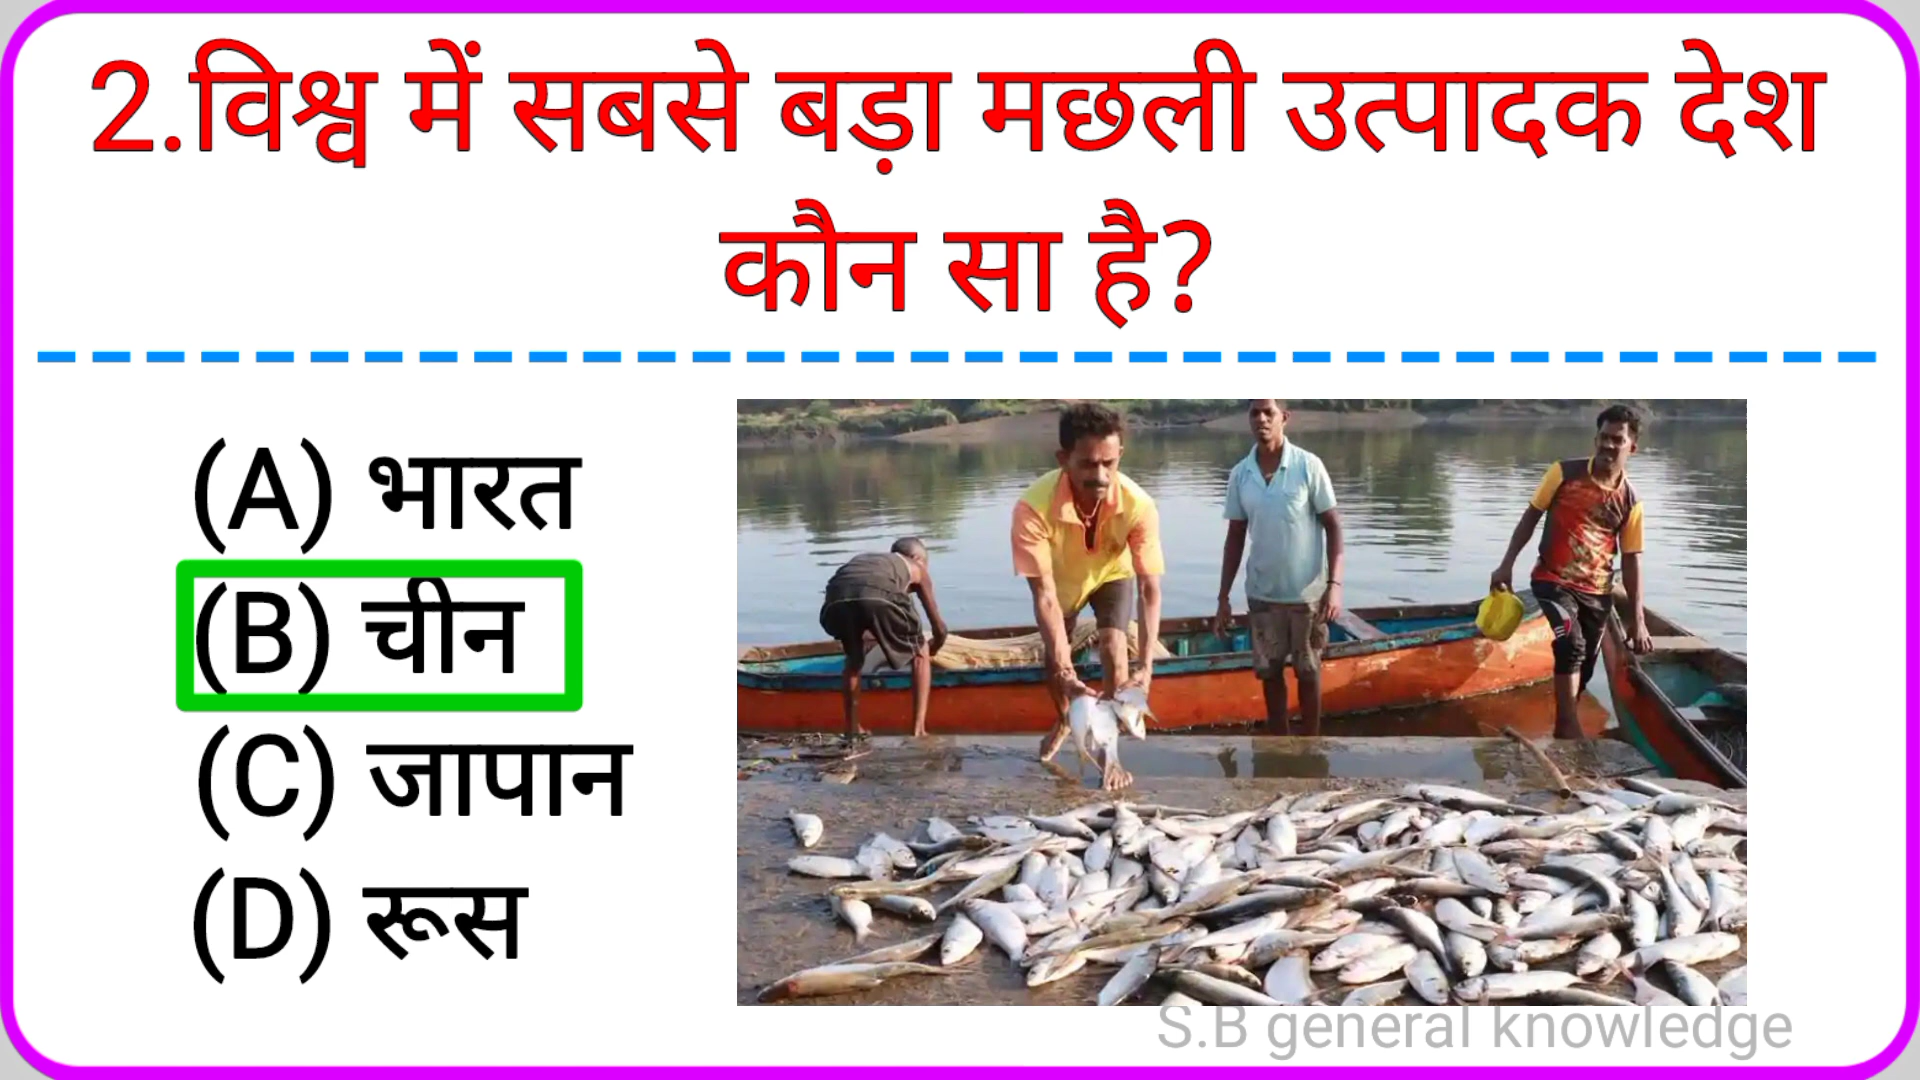 2.विश्व में सबसे बड़ा मछली उत्पादक देश
कौन सा है?
(A) भारत
(B) चीन
(C) जापान
(D) रूस
S.B general knowledge